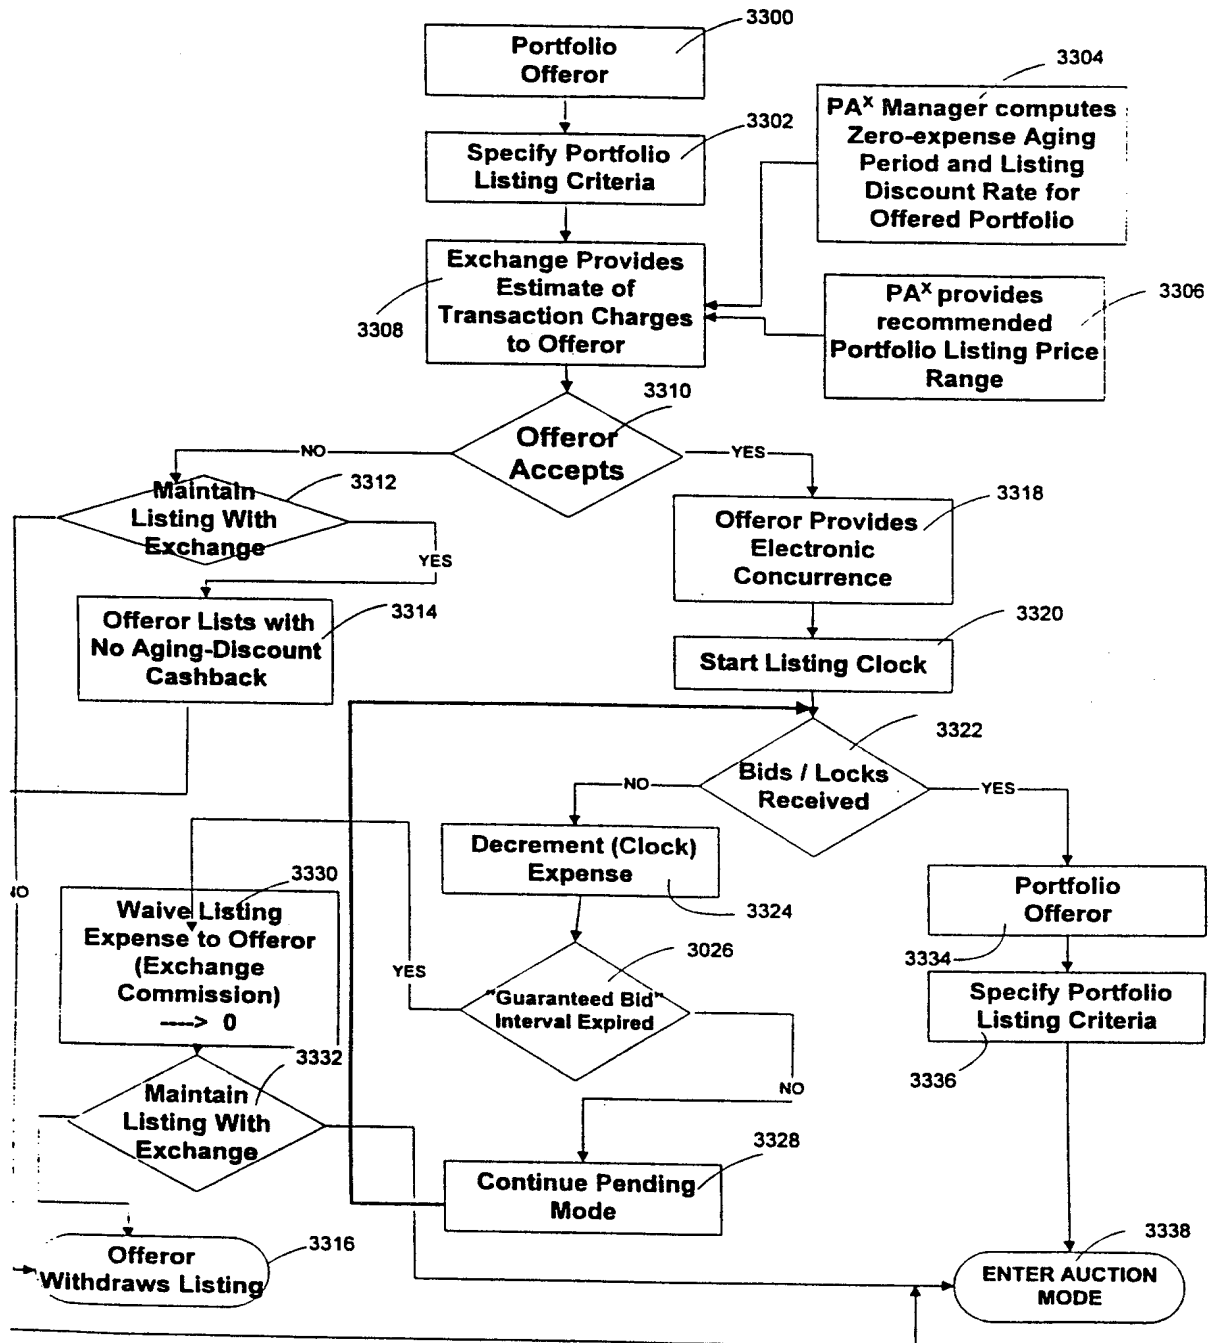 3300
Portfolio
Offeror
3304
PAX Manager computes
Zero-expense Aging
Period and Listing
Discount Rate for
Offered Portfolio
3302
Specify Portfolio
Listing Criteria
Exchange Provides
Estimate of
Transaction Charges
to Offeror
3308
PAX provides
recommended
Portfolio Listing Price
Range
3306
3310
Offeror
Accepts
NO
YES
3312
Maintain
Listing With
Exchange
YES
3318
Offeror Provides
Electronic
Concurrence
3314
Offeror Lists with
No Aging-Discount
Cashback
3320
Start Listing Clock
3322
Bids / Locks
Received
NO
YES
Decrement (Clock)
Expense
3324
3330
Waive Listing
Expense to Offeror
(Exchange
Commission)
----> 0
Portfolio
Offeror
3334
3026
"Guaranteed Bid"
Interval Expired
YES
NO
Specify Portfolio
Listing Criteria
3336
3332
Maintain
Listing With
Exchange
3328
Continue Pending
Mode
Offeror
Withdraws Listing
3316
3338
ENTER AUCTION
MODE